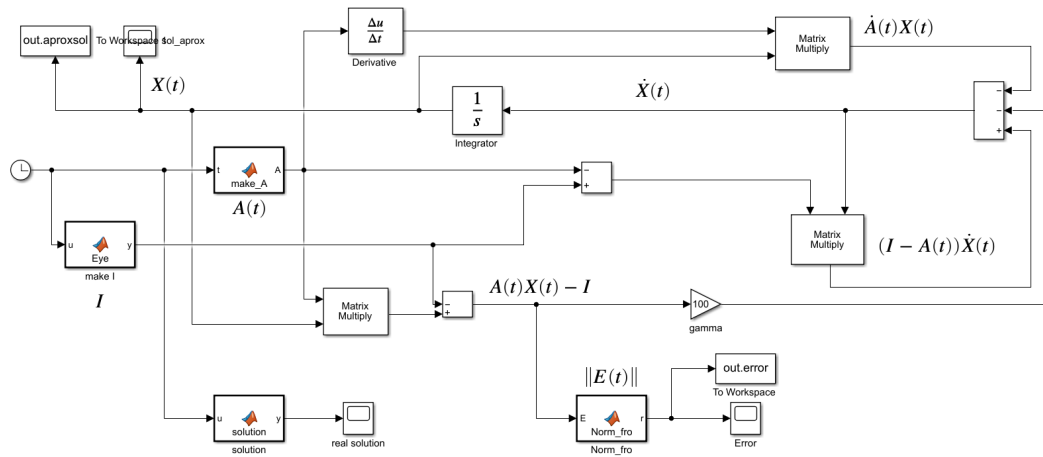 out.aproxsol
To Workspace 1
sol_aprox
X(t)
Δu
Δt
Derivative
Matrix
Multiply
Ȧ(t)X(t)
1
s
Integrator
Ẋ(t)
−
−
+
t
make_A
A
A(t)
−
+
u
Eye
y
make I
I
Matrix
Multiply
(I − A(t))Ẋ(t)
Matrix
Multiply
−
+
A(t)X(t) − I
100
gamma
||E(t)||
out.error
To Workspace
u
solution
y
solution
real solution
E
Norm_fro
r
Norm_fro
Error